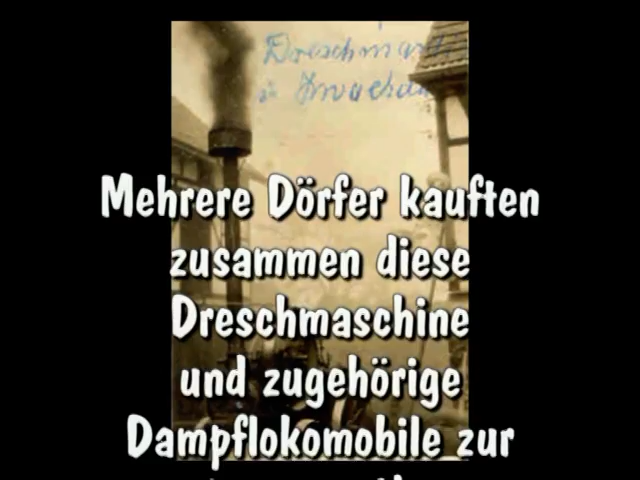 Mehrere Dörfer kauften
zusammen diese
Dreschmaschine
und zugehörige
Dampflokomobile zur